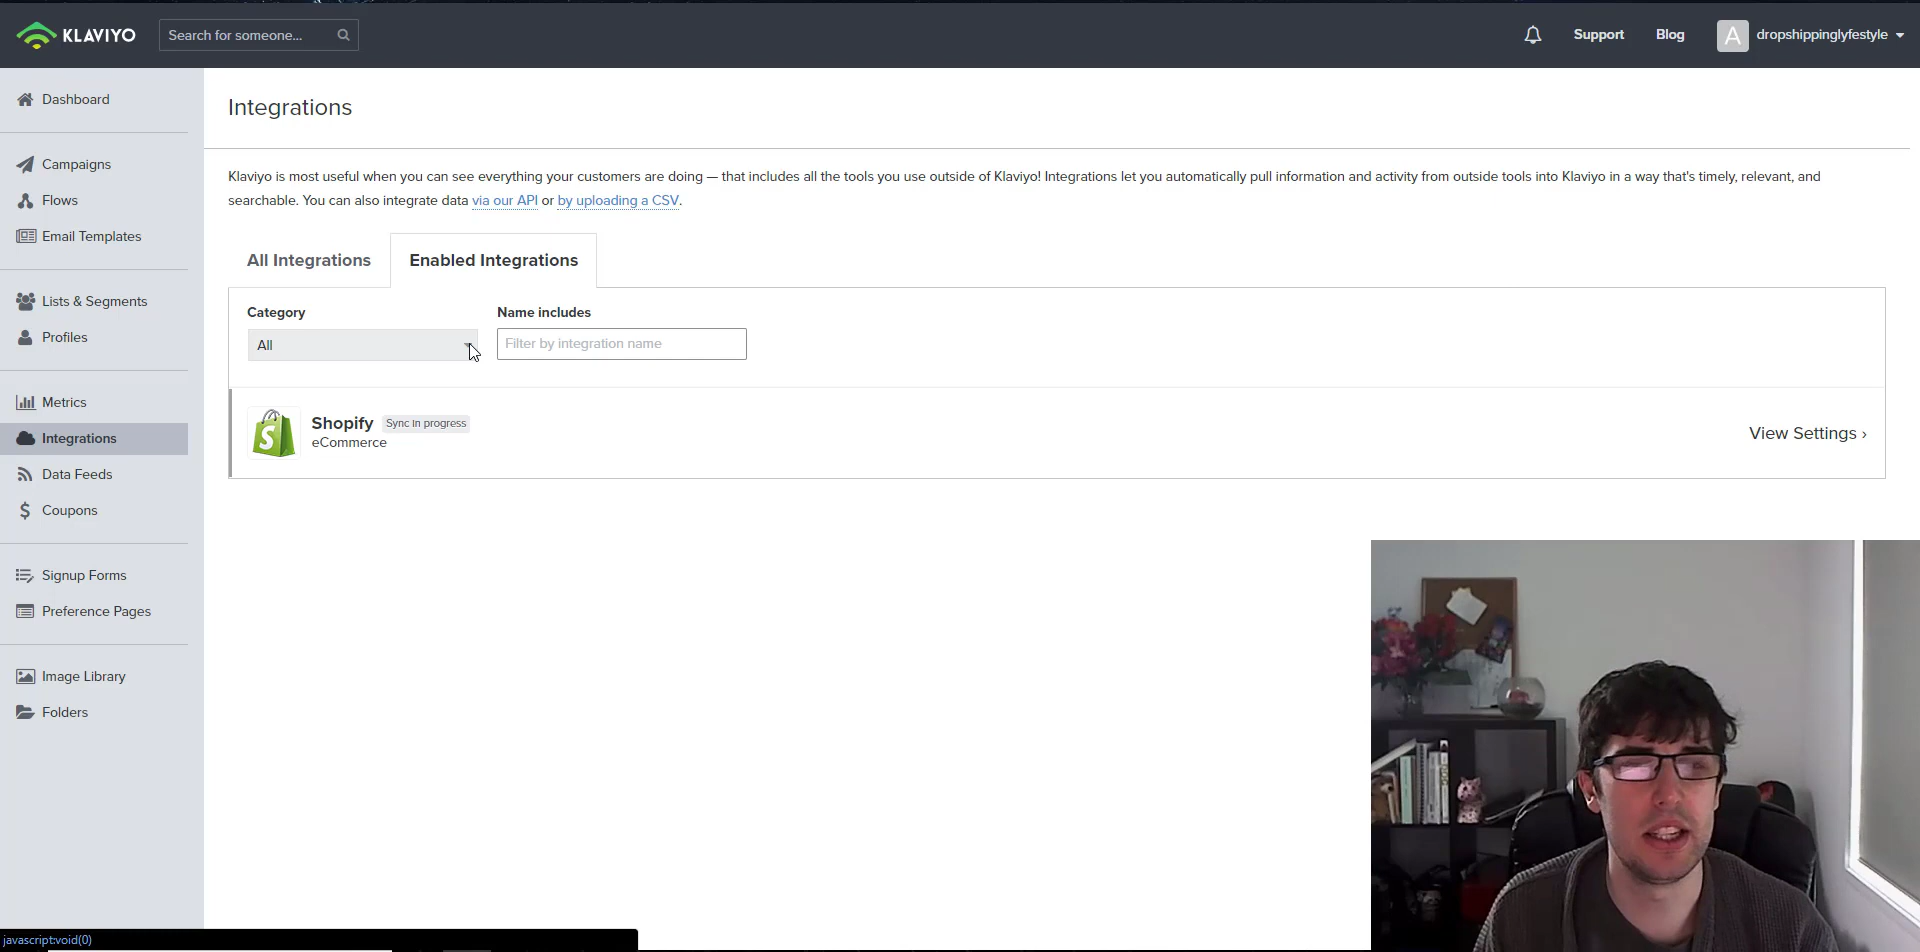 KLAVIYO
Search for someone...
Support
Blog
A
dropshippinglyfestyle
Dashboard
Campaigns
Flows
Email Templates
Lists & Segments
Profiles
Metrics
Integrations
Data Feeds
Coupons
Signup Forms
Preference Pages
Image Library
Folders
Integrations
Klaviyo is most useful when you can see everything your customers are doing — that includes all the tools you use outside of Klaviyo! Integrations let you automatically pull information and activity from outside tools into Klaviyo in a way that's timely, relevant, and
searchable. You can also integrate data via our API or by uploading a CSV.
All Integrations
Enabled Integrations
Category
Name includes
All
Filter by integration name
Shopify
Sync in progress
eCommerce
View Settings ›
javascript:void(0)